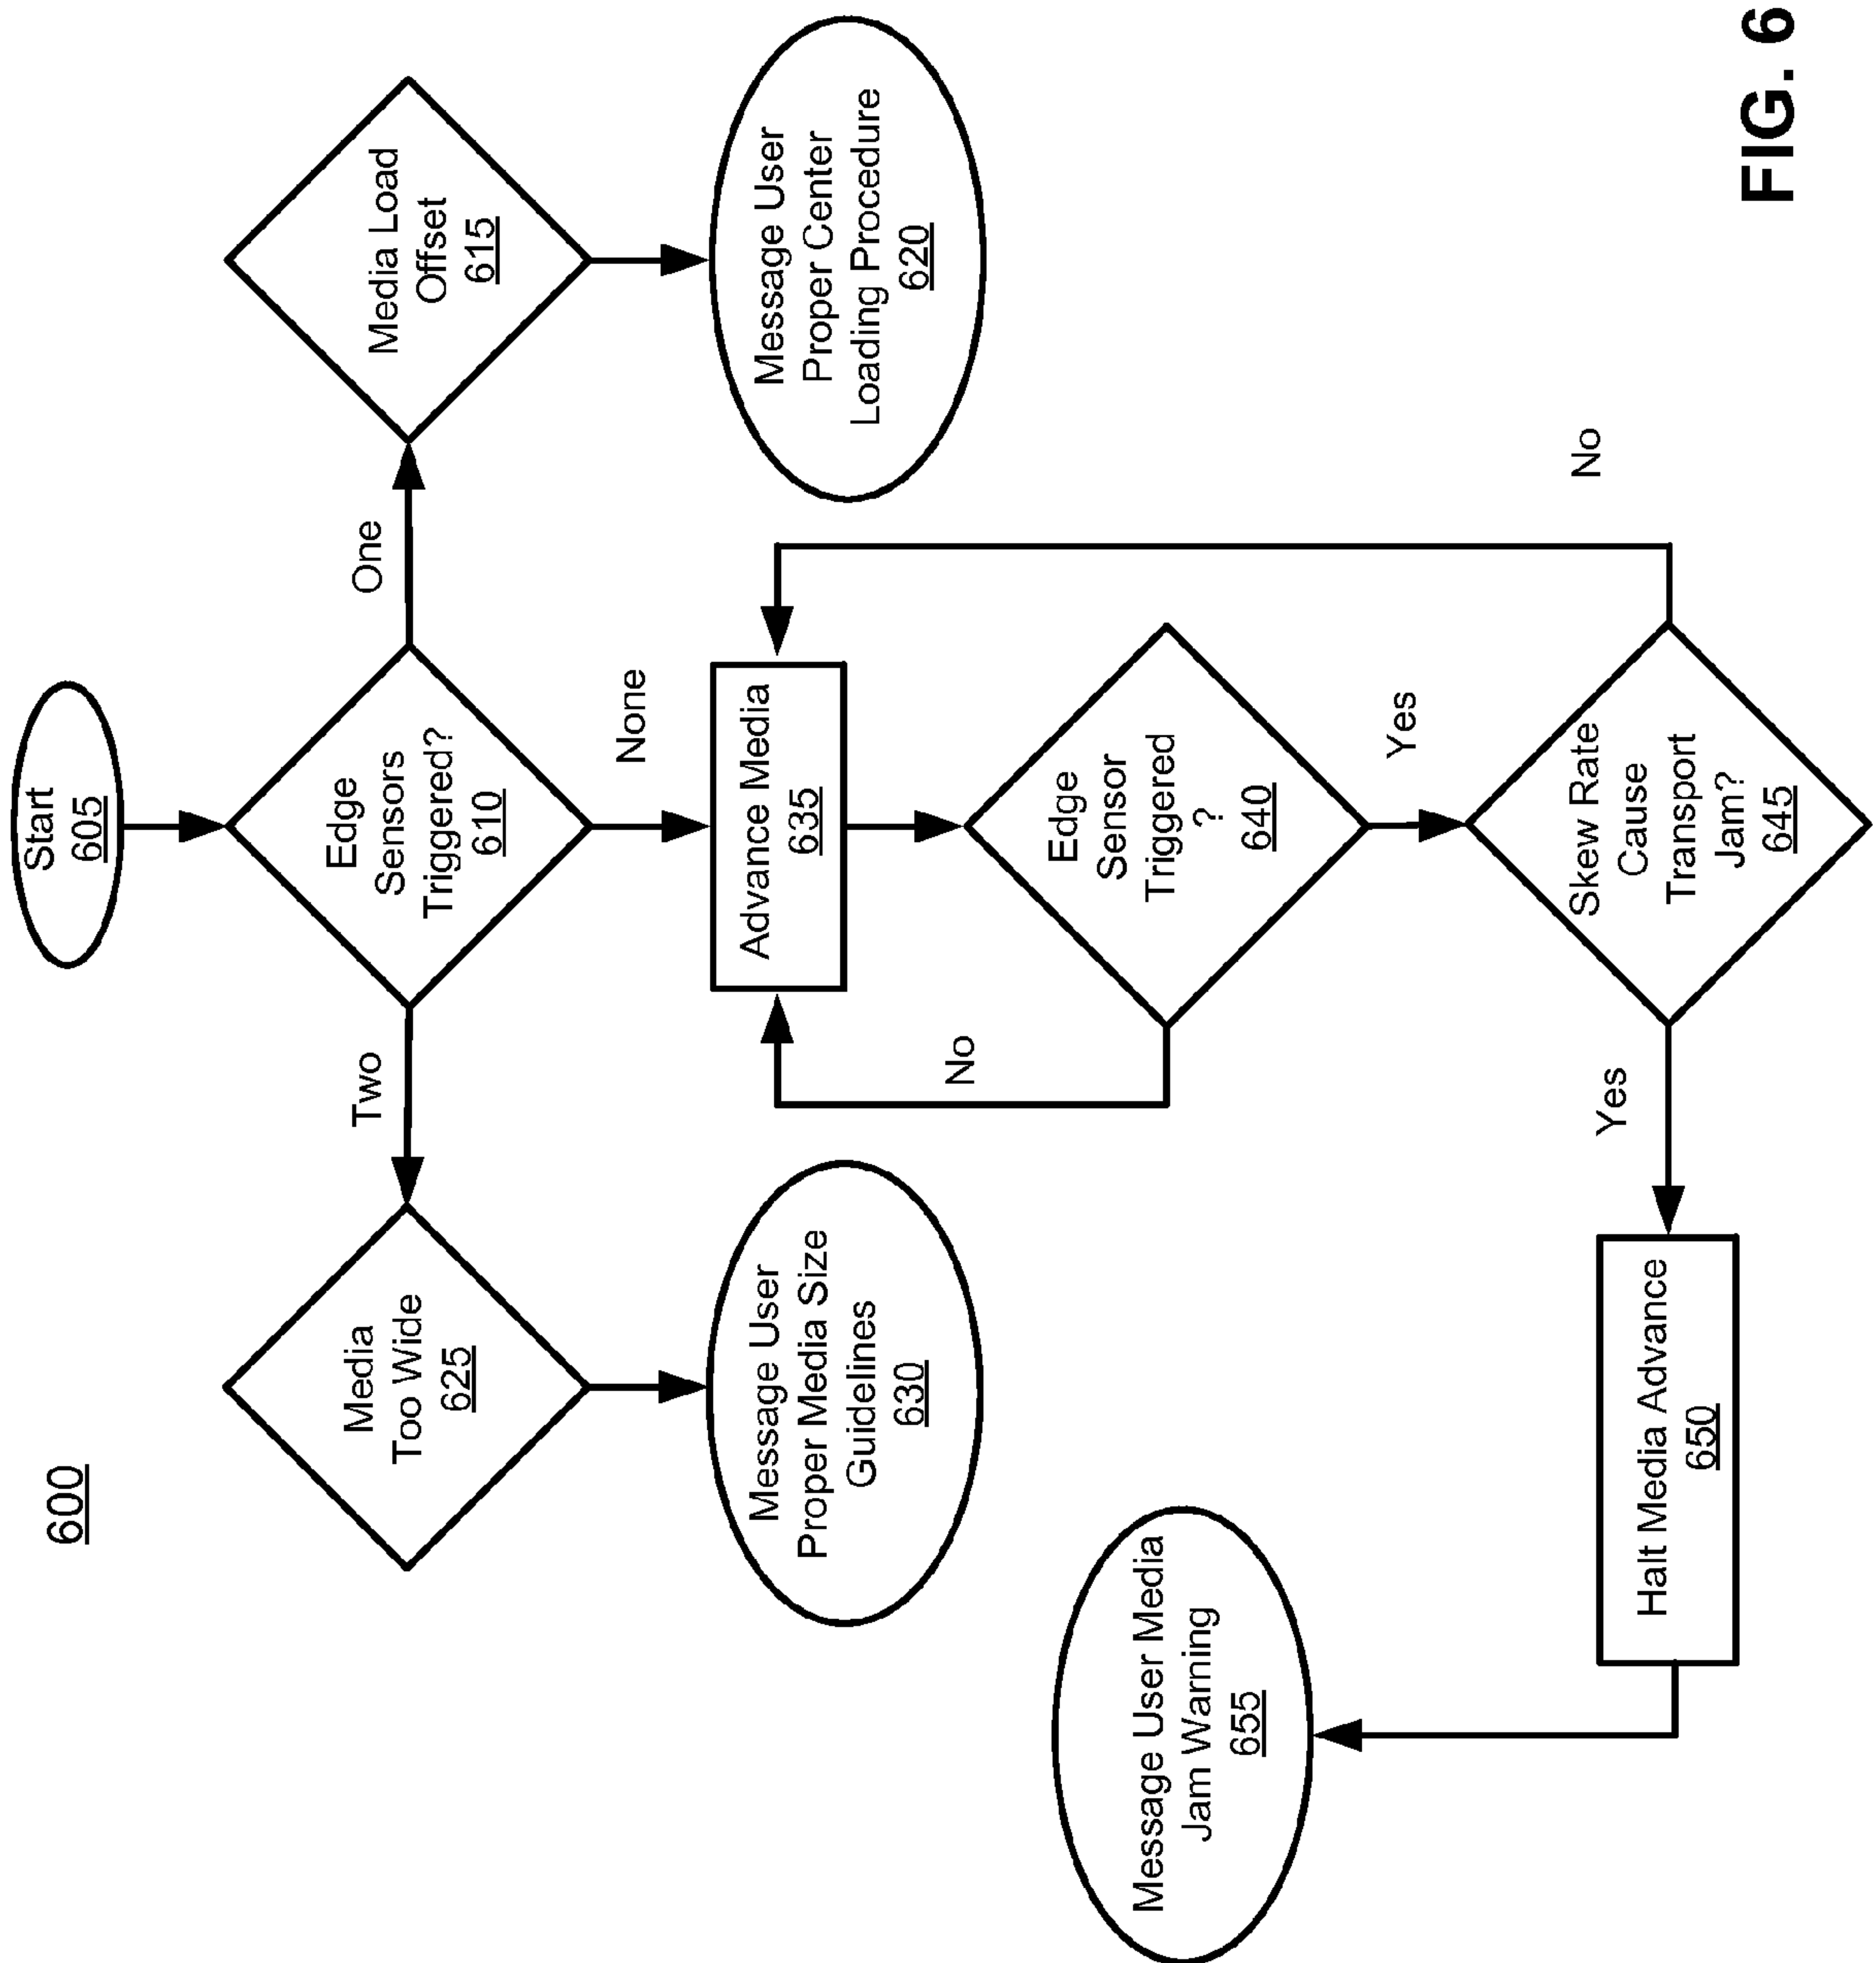 600
Start
605
Edge
Sensors
Triggered?
610
One
Media Load
Offset
615
Message User
Proper Center
Loading Procedure
620
Two
Media
Too Wide
625
Message User
Proper Media Size
Guidelines
630
None
Advance Media
635
Edge
Sensor
Triggered
?
640
No
Yes
Skew Rate
Cause
Transport
Jam?
645
No
Yes
Halt Media Advance
650
Message User Media
Jam Warning
655
FIG. 6